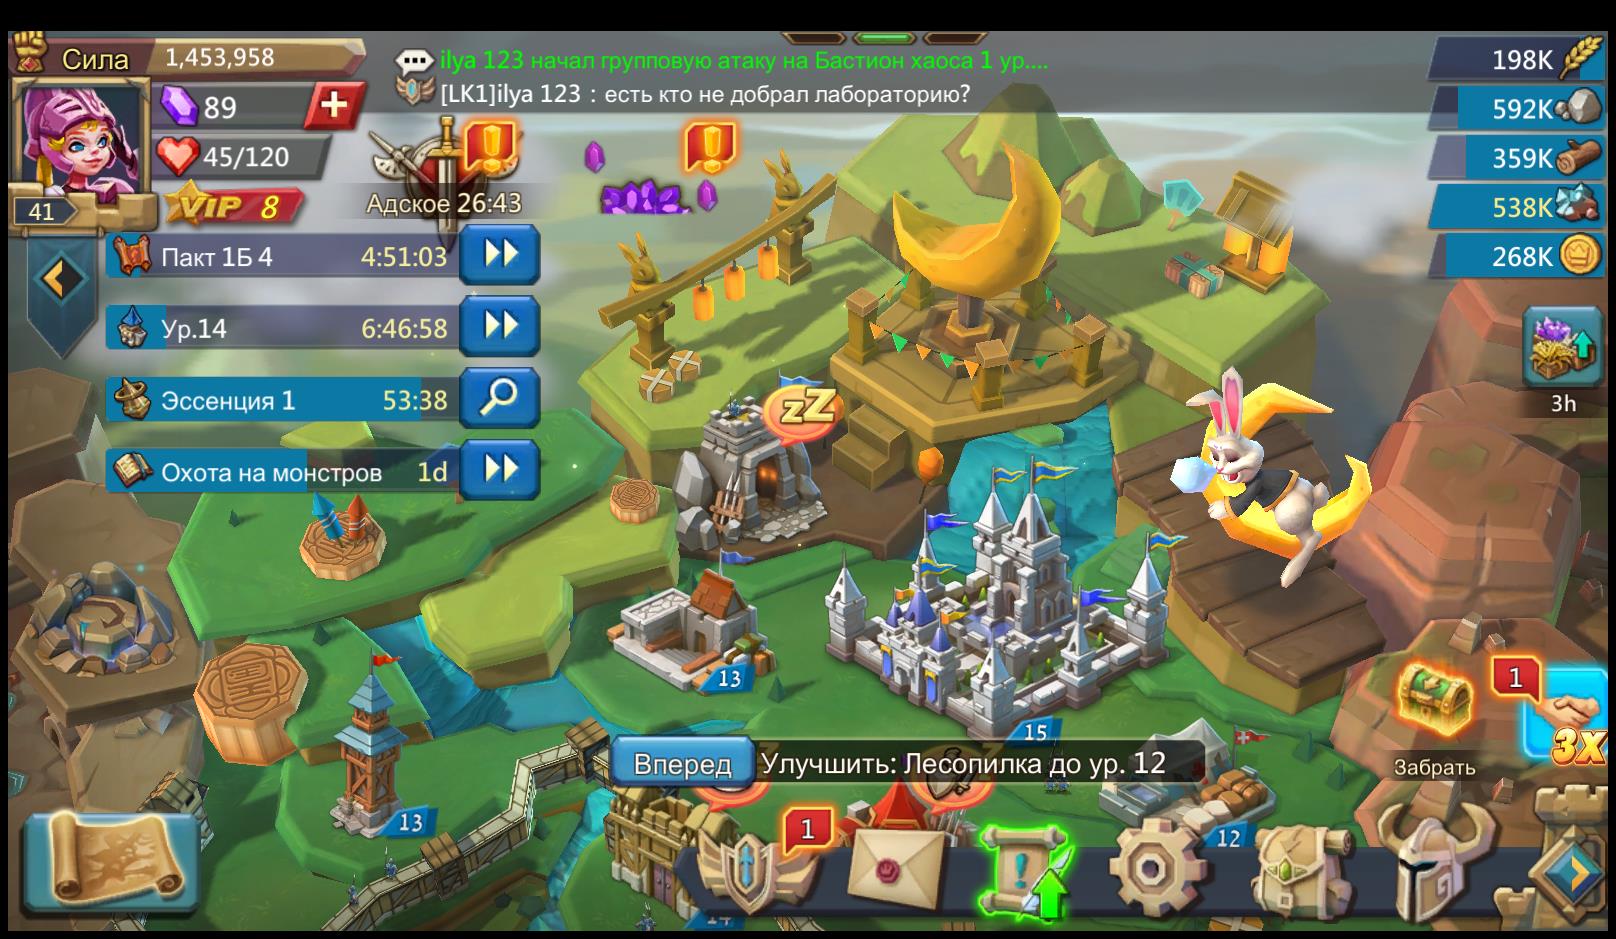 Сила
1,453,958
ilya 123 начал групповую атаку на Бастион хаоса 1 ур....
[LK1]ilya 123 : есть кто не добрал лабораторию?
198K
89
592K
45/120
359K
41
VIP 8
Адское 26:43
538K
Пакт 1Б 4
4:51:03
268K
Ур.14
6:46:58
Эссенция 1
53:38
zZ
3h
Охота на монстров
1d
13
1
15
3X
Вперед
Улучшить: Лесопилка до ур. 12
Забрать
13
1
12
14